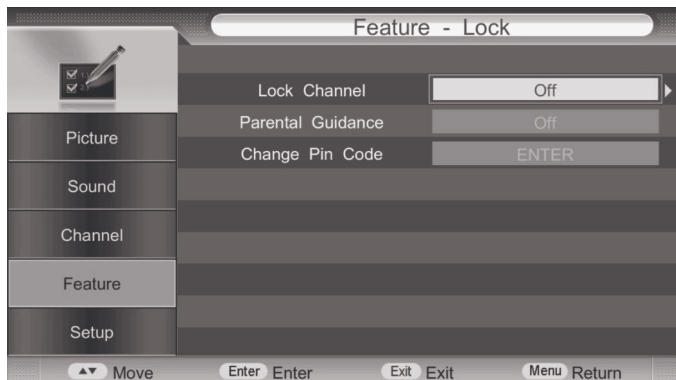 Feature - Lock
Lock Channel Off
Parental Guidance Off
Change Pin Code ENTER
Picture
Sound
Channel
Feature
Setup
Move Enter Enter Exit Exit Menu Return